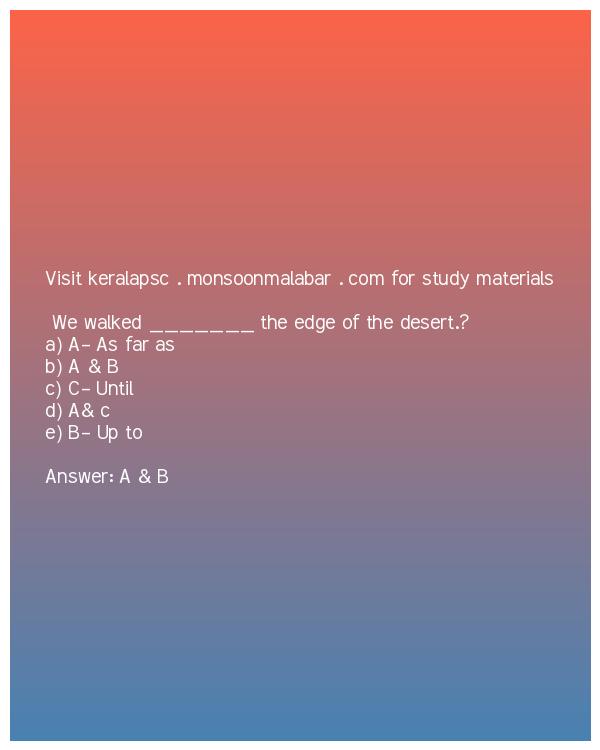 Visit keralapsc . monsoonmalabar . com for study materials
We walked _______ the edge of the desert.?
a) A- As far as
b) A & B
c) C- Until
d) A& c
e) B- Up to
Answer: A & B